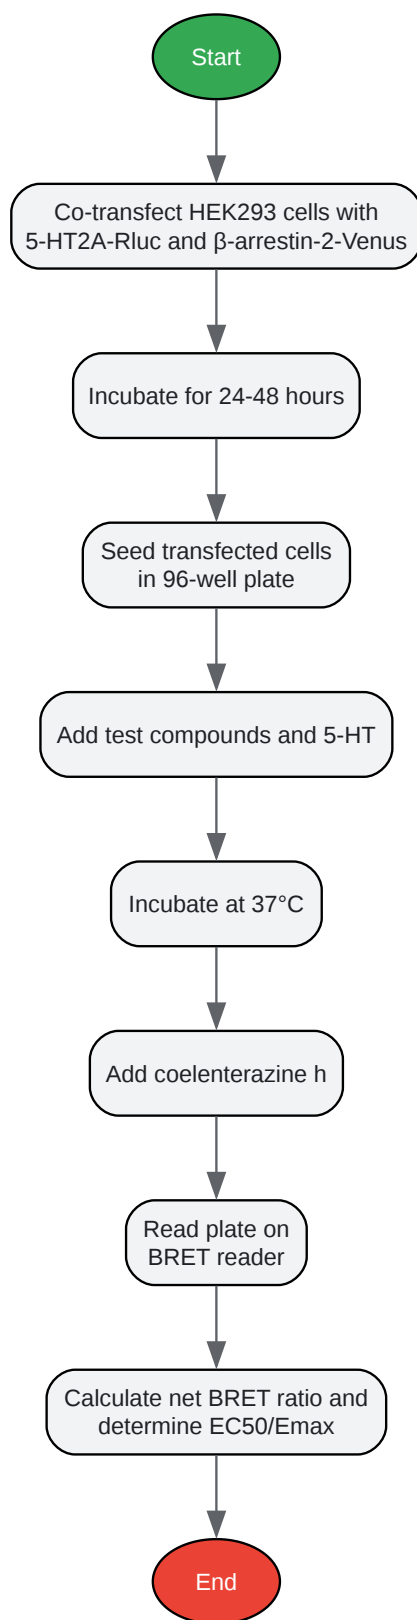 Start
Co-transfect HEK293 cells with
5-HT2A-Rluc and β-arrestin-2-Venus
Incubate for 24-48 hours
Seed transfected cells
in 96-well plate
Add test compounds and 5-HT
Incubate at 37°C
Add coelenterazine h
Read plate on
BRET reader
Calculate net BRET ratio and
determine EC50/Emax
End